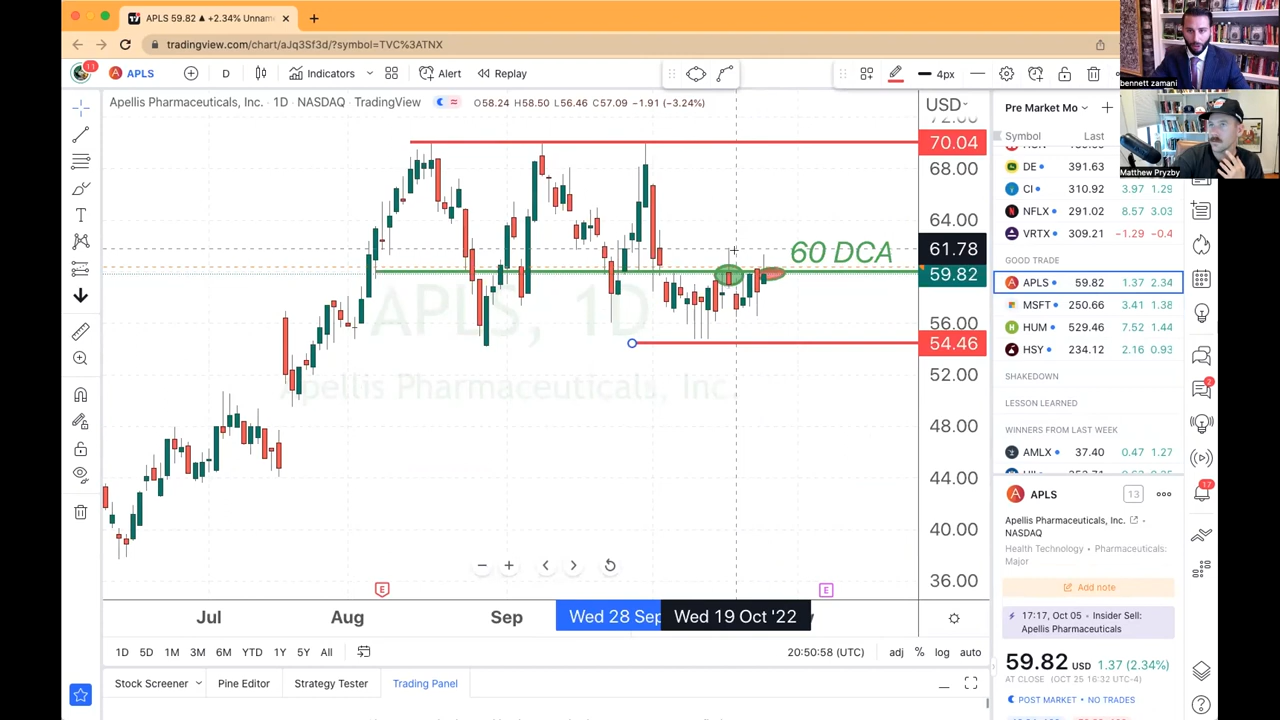 APLS 59.82 ▲ +2.34% Unnam
tradingview.com/chart/aJq3Sf3d/?symbol=TVC%3ATNX
bennett zamani
Matthew Pryzby
11
APLS
D
Indicators
Alert
Replay
4px
Apellis Pharmaceuticals, Inc. · 1D · NASDAQ · TradingView
O58.24 H58.50 L56.46 C57.09 -1.91 (-3.24%)
USD
72.00
70.04
68.00
64.00
61.78
59.82
56.00
54.46
52.00
48.00
44.00
40.00
36.00
60 DCA
APLS, 1D
Apellis Pharmaceuticals, Inc.
E
E
Jul
Aug
Sep
Wed 28 Sep
Wed 19 Oct '22
1D
5D
1M
3M
6M
YTD
1Y
5Y
All
20:50:58 (UTC)
adj
%
log
auto
Stock Screener
Pine Editor
Strategy Tester
Trading Panel
Pre Market Mo
Symbol
Last
DE 391.63
CI 310.92 3.97 1.29
NFLX 291.02 8.57 3.03
VRTX 309.21 -1.29 -0.4
GOOD TRADE
APLS 59.82 1.37 2.34
MSFT 250.66 3.41 1.38
HUM 529.46 7.52 1.44
HSY 234.12 2.16 0.93
SHAKEDOWN
LESSON LEARNED
WINNERS FROM LAST WEEK
AMLX 37.40 0.47 1.27
APLS
13
Apellis Pharmaceuticals, Inc. ·
NASDAQ
Health Technology · Pharmaceuticals:
Major
Add note
17:17, Oct 05 · Insider Sell:
Apellis Pharmaceuticals
59.82 USD 1.37 (2.34%)
AT CLOSE (OCT 25 16:32 UTC-4)
POST MARKET · NO TRADES
2
17